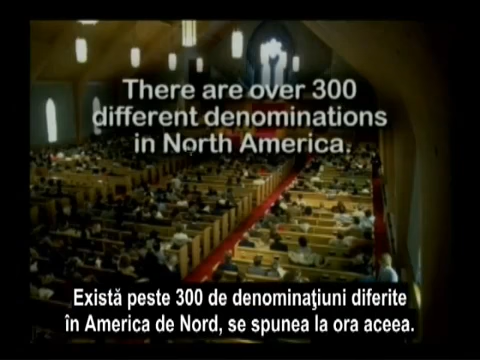 There are over 300
different denominations
in North America.
Există peste 300 de denominaţiuni diferite
în America de Nord, se spunea la ora aceea.